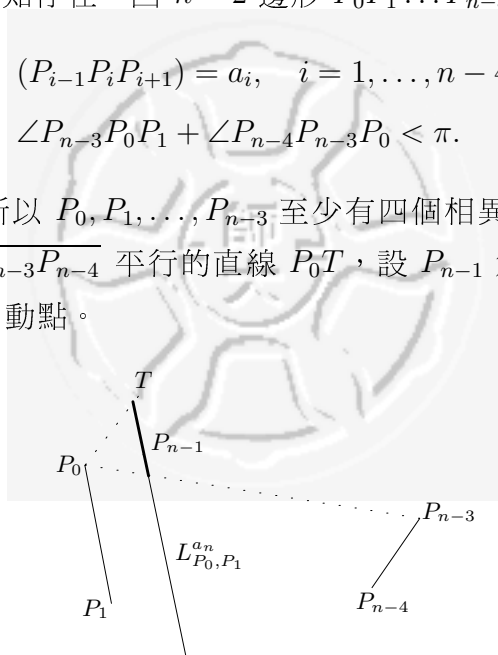 知存在一凸 n − 2 邊形 P_0P_1 ... P_{n−3}
(P_{i−1}P_iP_{i+1}) = a_i, i = 1, . . . , n − 4
∠P_{n−3}P_0P_1 + ∠P_{n−4}P_{n−3}P_0 < π.
所以 P_0, P_1, . . . , P_{n−3} 至少有四個相異
\overline{P_{n−3}P_{n−4}} 平行的直線 P_0T，設 P_{n−1}
動點。
T
P_{n−1}
P_0
P_{n−3}
L^{a_n}_{P_0,P_1}
P_1
P_{n−4}